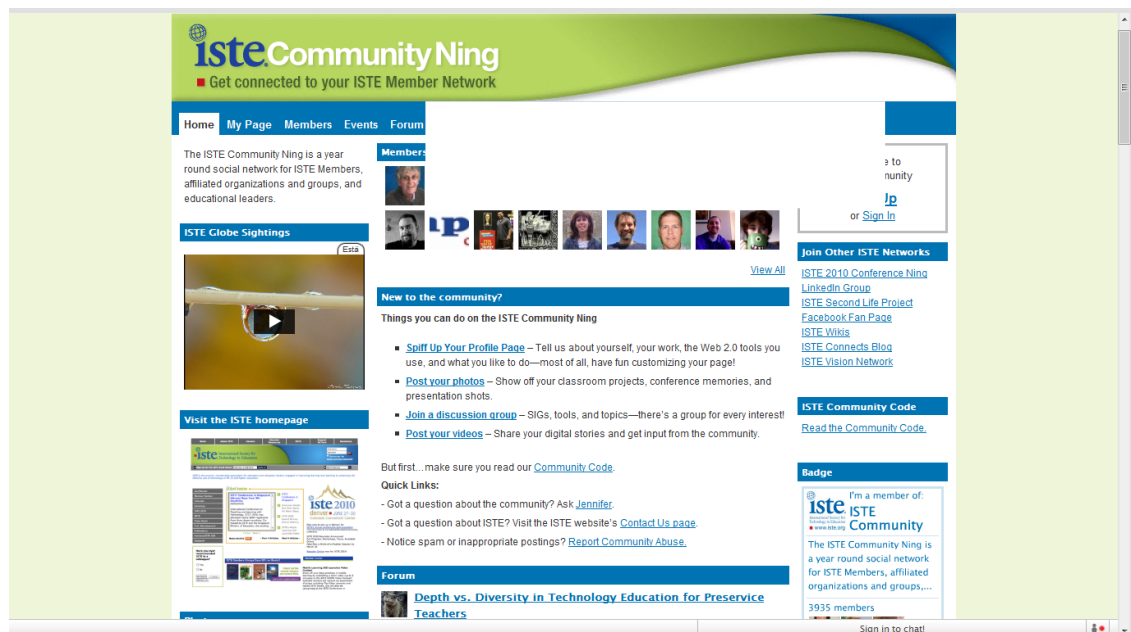 iste.Community Ning
Get connected to your ISTE Member Network
Home My Page Members Events Forum
The ISTE Community Ning is a year
round social network for ISTE Members,
affiliated organizations and groups, and
educational leaders.
ISTE Globe Sightings
Está
Visit the ISTE homepage
iste
iste 2010
Members
View All
New to the community?
Things you can do on the ISTE Community Ning
Spiff Up Your Profile Page – Tell us about yourself, your work, the Web 2.0 tools you
use, and what you like to do—most of all, have fun customizing your page!
Post your photos – Show off your classroom projects, conference memories, and
presentation shots.
Join a discussion group – SIGs, tools, and topics—there's a group for every interest!
Post your videos – Share your digital stories and get input from the community.
But first...make sure you read our Community Code.
Quick Links:
- Got a question about the community? Ask Jennifer.
- Got a question about ISTE? Visit the ISTE website's Contact Us page.
- Notice spam or inappropriate postings? Report Community Abuse.
Forum
Depth vs. Diversity in Technology Education for Preservice
Teachers
to
or Sign In
Join Other ISTE Networks
ISTE 2010 Conference Ning
LinkedIn Group
ISTE Second Life Project
Facebook Fan Page
ISTE Wikis
ISTE Connects Blog
ISTE Vision Network
ISTE Community Code
Read the Community Code.
Badge
I'm a member of:
iste
www.iste.org
ISTE
Community
The ISTE Community Ning is
a year round social network
for ISTE Members, affiliated
organizations and groups,...
3935 members
Sign in to chat!